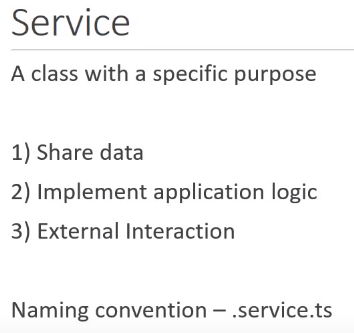 Service
A class with a specific purpose
1) Share data
2) Implement application logic
3) External Interaction
Naming convention – .service.ts